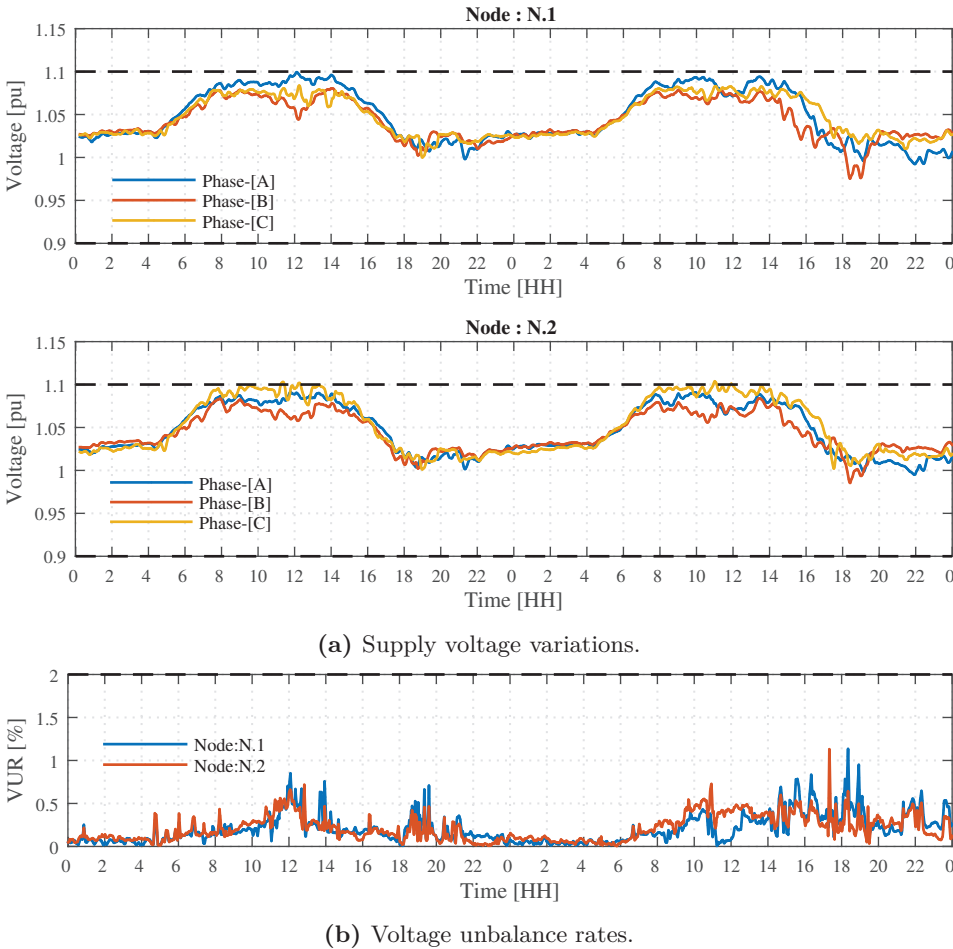 Node : N.1
1.15
1.10
1.05
1
0.95
0.9
Voltage [pu]
Phase-[A]
Phase-[B]
Phase-[C]
0 2 4 6 8 10 12 14 16 18 20 22 0 2 4 6 8 10 12 14 16 18 20 22 0
Time [HH]
Node : N.2
1.15
1.10
1.05
1
0.95
0.9
Voltage [pu]
Phase-[A]
Phase-[B]
Phase-[C]
0 2 4 6 8 10 12 14 16 18 20 22 0 2 4 6 8 10 12 14 16 18 20 22 0
Time [HH]
(a) Supply voltage variations.
2
1.5
1
0.5
0
VUR [%]
Node:N.1
Node:N.2
0 2 4 6 8 10 12 14 16 18 20 22 0 2 4 6 8 10 12 14 16 18 20 22 0
Time [HH]
(b) Voltage unbalance rates.